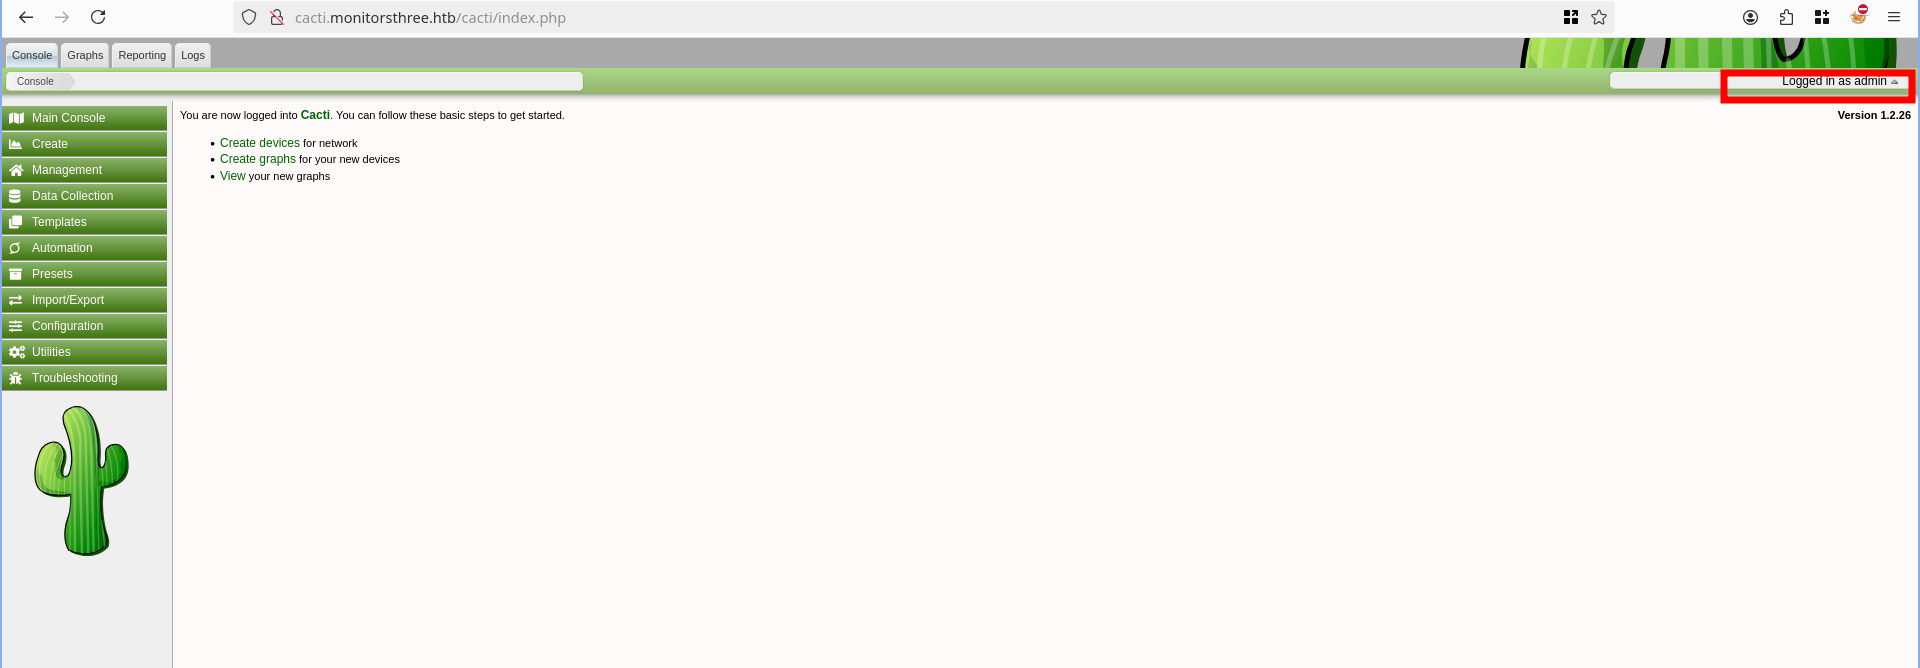 cacti.monitorsthree.htb/cacti/index.php
Console Graphs Reporting Logs
Console
Logged in as admin
Main Console
Create
Management
Data Collection
Templates
Automation
Presets
Import/Export
Configuration
Utilities
Troubleshooting
You are now logged into Cacti. You can follow these basic steps to get started.
Version 1.2.26
• Create devices for network
• Create graphs for your new devices
• View your new graphs